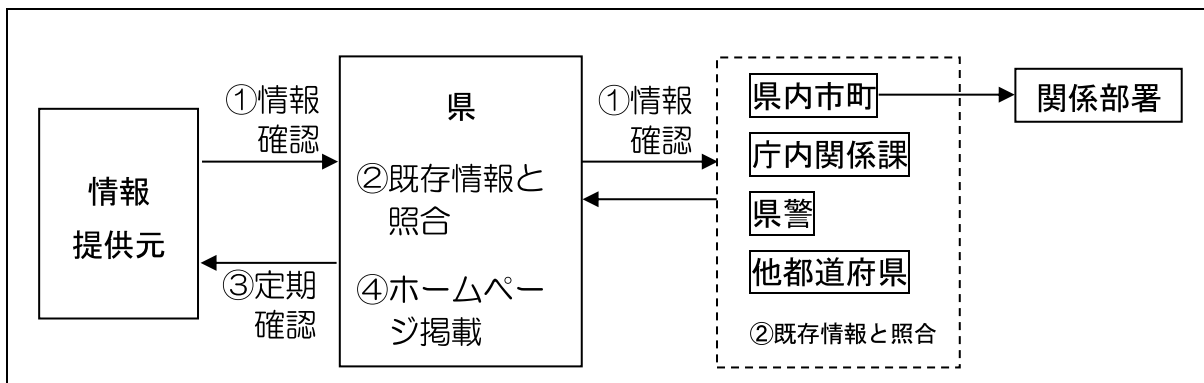 情報
提供元
①情報
確認
③定期
確認
県
②既存情報と
照合
④ホームペー
ジ掲載
①情報
確認
県内市町
庁内関係課
県警
他都道府県
②既存情報と照合
関係部署